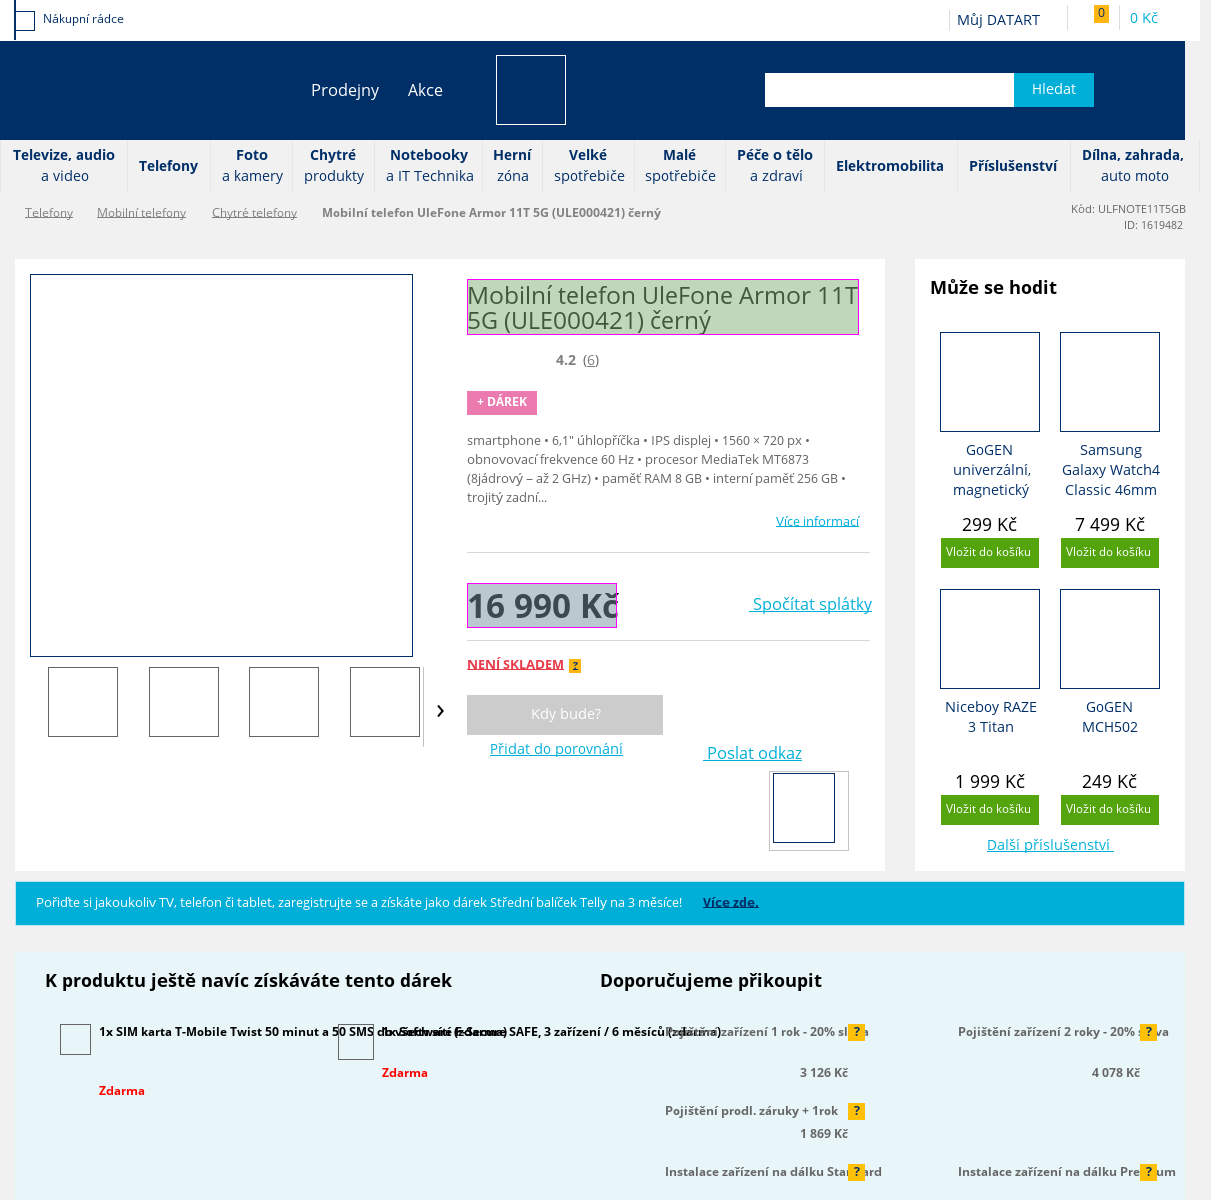 Nákupní rádce
Můj DATART
0
0 Kč
Prodejny
Akce
Hledat
Televize, audio
a video
Telefony
Foto
a kamery
Chytré
produkty
Notebooky
a IT Technika
Herní
zóna
Velké
spotřebiče
Malé
spotřebiče
Péče o tělo
a zdraví
Elektromobilita
Příslušenství
Dílna, zahrada,
auto moto
Telefony
Mobilní telefony
Chytré telefony
Mobilní telefon UleFone Armor 11T 5G (ULE000421) černý
Kód: ULFNOTE11T5GB
ID: 1619482
Mobilní telefon UleFone Armor 11T
5G (ULE000421) černý
4.2 (6)
+ DÁREK
smartphone • 6,1" úhlopříčka • IPS displej • 1560 × 720 px •
obnovovací frekvence 60 Hz • procesor MediaTek MT6873
(8jádrový – až 2 GHz) • paměť RAM 8 GB • interní paměť 256 GB •
trojitý zadní...
Více informací
16 990 Kč
Spočítat splátky
NENÍ SKLADEM ?
Kdy bude?
Přidat do porovnání
Poslat odkaz
Může se hodit
GoGEN
univerzální,
magnetický
299 Kč
Vložit do košíku
Samsung
Galaxy Watch4
Classic 46mm
7 499 Kč
Vložit do košíku
Niceboy RAZE
3 Titan
1 999 Kč
Vložit do košíku
GoGEN
MCH502
249 Kč
Vložit do košíku
Další příslušenství
Pořiďte si jakoukoliv TV, telefon či tablet, zaregistrujte se a získáte jako dárek Střední balíček Telly na 3 měsíce! Více zde.
K produktu ještě navíc získáváte tento dárek
1x SIM karta T-Mobile Twist 50 minut a 50 SMS do všech sítí (zdarma)
Zdarma
1x Software F-Secure SAFE, 3 zařízení / 6 měsíců (zdarma)
Zdarma
Doporučujeme přikoupit
Pojištění zařízení 1 rok - 20% sleva
?
3 126 Kč
Pojištění zařízení 2 roky - 20% sleva
?
4 078 Kč
Pojištění prodl. záruky + 1rok
?
1 869 Kč
Instalace zařízení na dálku Standard
?
Instalace zařízení na dálku Premium
?